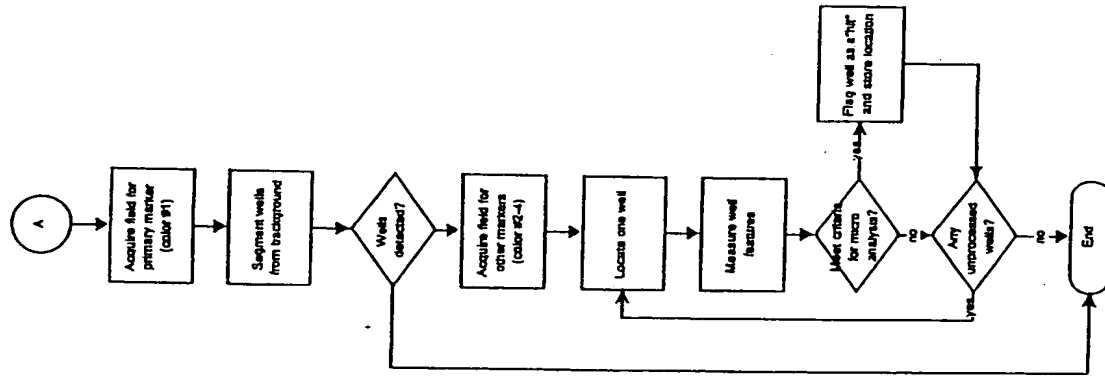 A
Acquire field for
primary marker
(color #1)
Segment wells
from background
Wells
detected?
Acquire field for
other markers
(color #2-4)
Locate one well
Measure well
features
Meet criteria
for micro
analysis?
yes
Flag well as a "hit"
and store location
no
Any
unprocessed
wells?
yes
no
End